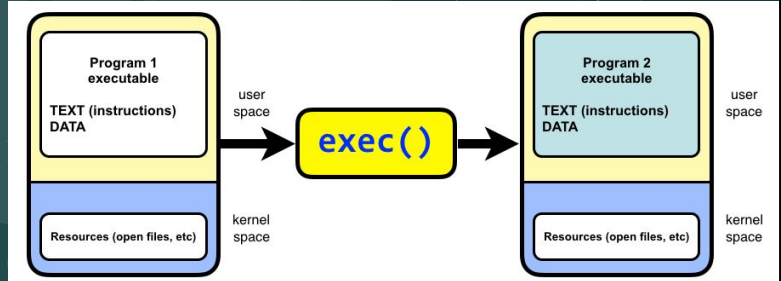 Program 1
executable
TEXT (instructions)
DATA
user
space
exec()
Program 2
executable
TEXT (instructions)
DATA
user
space
Resources (open files, etc)
kernel
space
Resources (open files, etc)
kernel
space